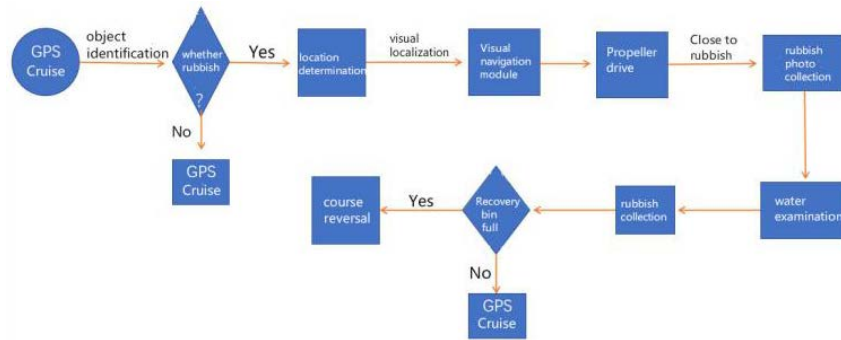 GPS
Cruise
object
identification
whether
rubbish
?
Yes
No
GPS
Cruise
location
determination
visual
localization
Visual
navigation
module
Propeller
drive
Close to
rubbish
rubbish
photo
collection
water
examination
rubbish
collection
Recovery
bin
full
Yes
course
reversal
No
GPS
Cruise